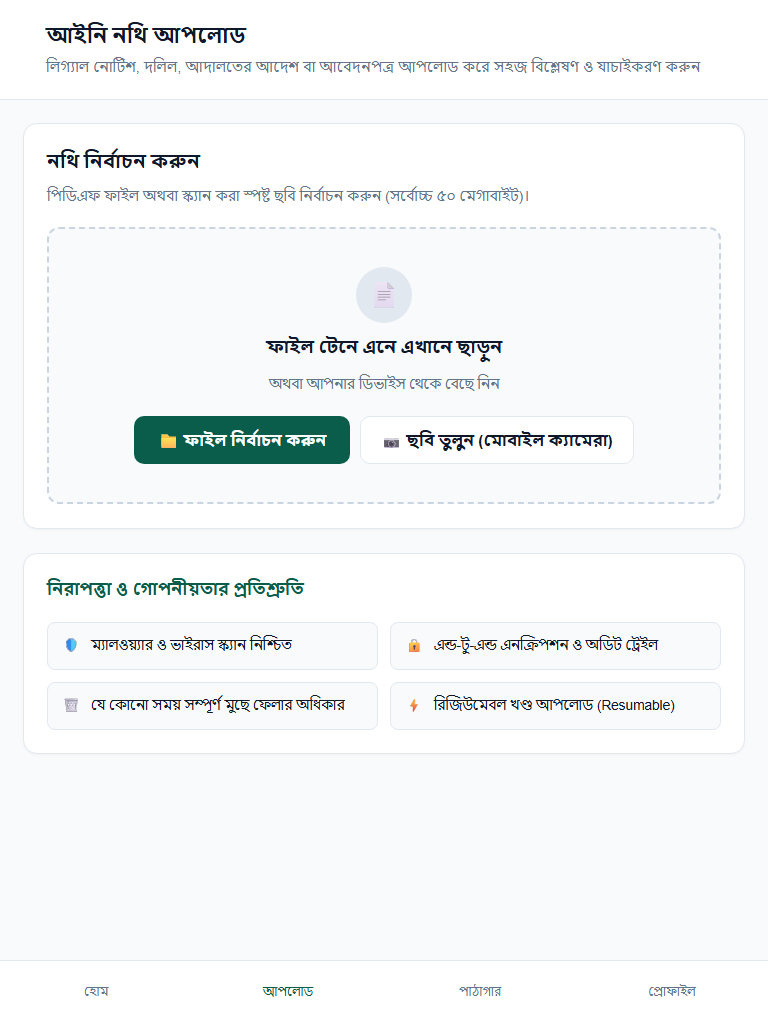 আইনি নথি আপলোড
লিগ্যাল নোটিশ, দলিল, আদালতের আদেশ বা আবেদনপত্র আপলোড করে সহজ বিশ্লেষণ ও যাচাইকরণ করুন
নথি নির্বাচন করুন
পিডিএফ ফাইল অথবা স্ক্যান করা স্পষ্ট ছবি নির্বাচন করুন (সর্বোচ্চ ৫০ মেগাবাইট)।
ফাইল টেনে এনে এখানে ছাড়ুন
অথবা আপনার ডিভাইস থেকে বেছে নিন
ফাইল নির্বাচন করুন
ছবি তুলুন (মোবাইল ক্যামেরা)
নিরাপত্তা ও গোপনীয়তার প্রতিশ্রুতি
ম্যালওয়্যার ও ভাইরাস স্ক্যান নিশ্চিত
এন্ড-টু-এন্ড এনক্রিপশন ও অডিট ট্রেইল
যে কোনো সময় সম্পূর্ণ মুছে ফেলার অধিকার
রিজিউমেবল খণ্ড আপলোড (Resumable)
হোম
আপলোড
পাঠাগার
প্রোফাইল